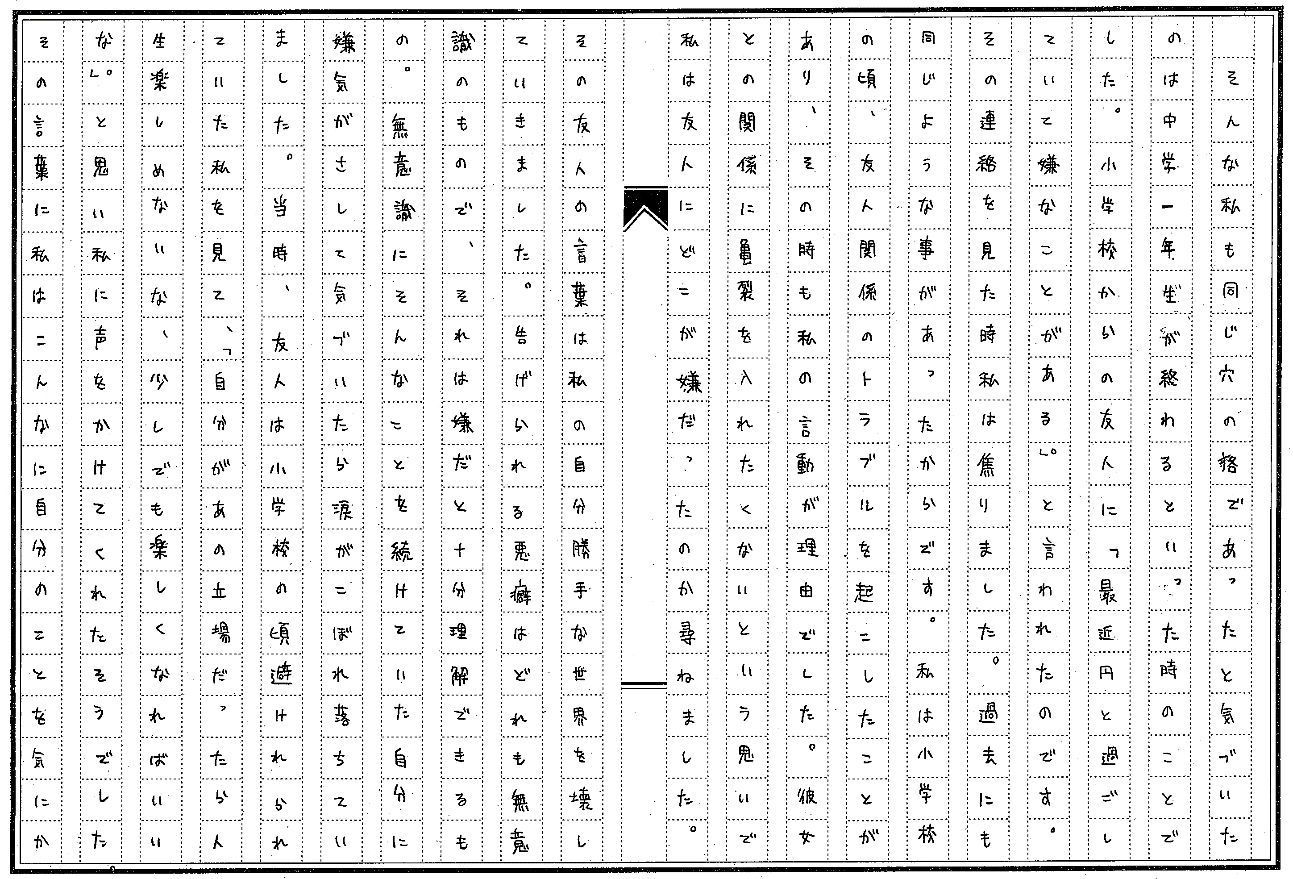 そんな私も同じ穴の狢であったと気づいた
のは中学一年生が終わるといった時のことで
した。小学校からの友人に「最近円と過ごし
ていて嫌なことがある。」と言われたのです。
その連絡を見た時私は焦りました。過去にも
同じような事があったからです。私は小学校
の頃、友人関係のトラブルを起こしたことが
あり、その時も私の言動が理由でした。彼女
との関係に亀裂を入れたくないという思いで
私は友人にどこが嫌だったのか尋ねました。
その友人の言葉は私の自分勝手な世界を壊し
ていきました。告げられる悪癖はどれも無意
識のもので、それは嫌だと十分理解できるも
の。無意識にそんなことを続けていた自分に
嫌気がさして気づいたら涙がこぼれ落ちてい
ました。当時、友人は小学校の頃避けられ
ていた私を見て、「自分があの立場だったら人
生楽しめないな、少しでも楽しくなればいい
な。」と思い私に声をかけてくれたそうでした。
その言葉に私はこんなに自分のことを気にか